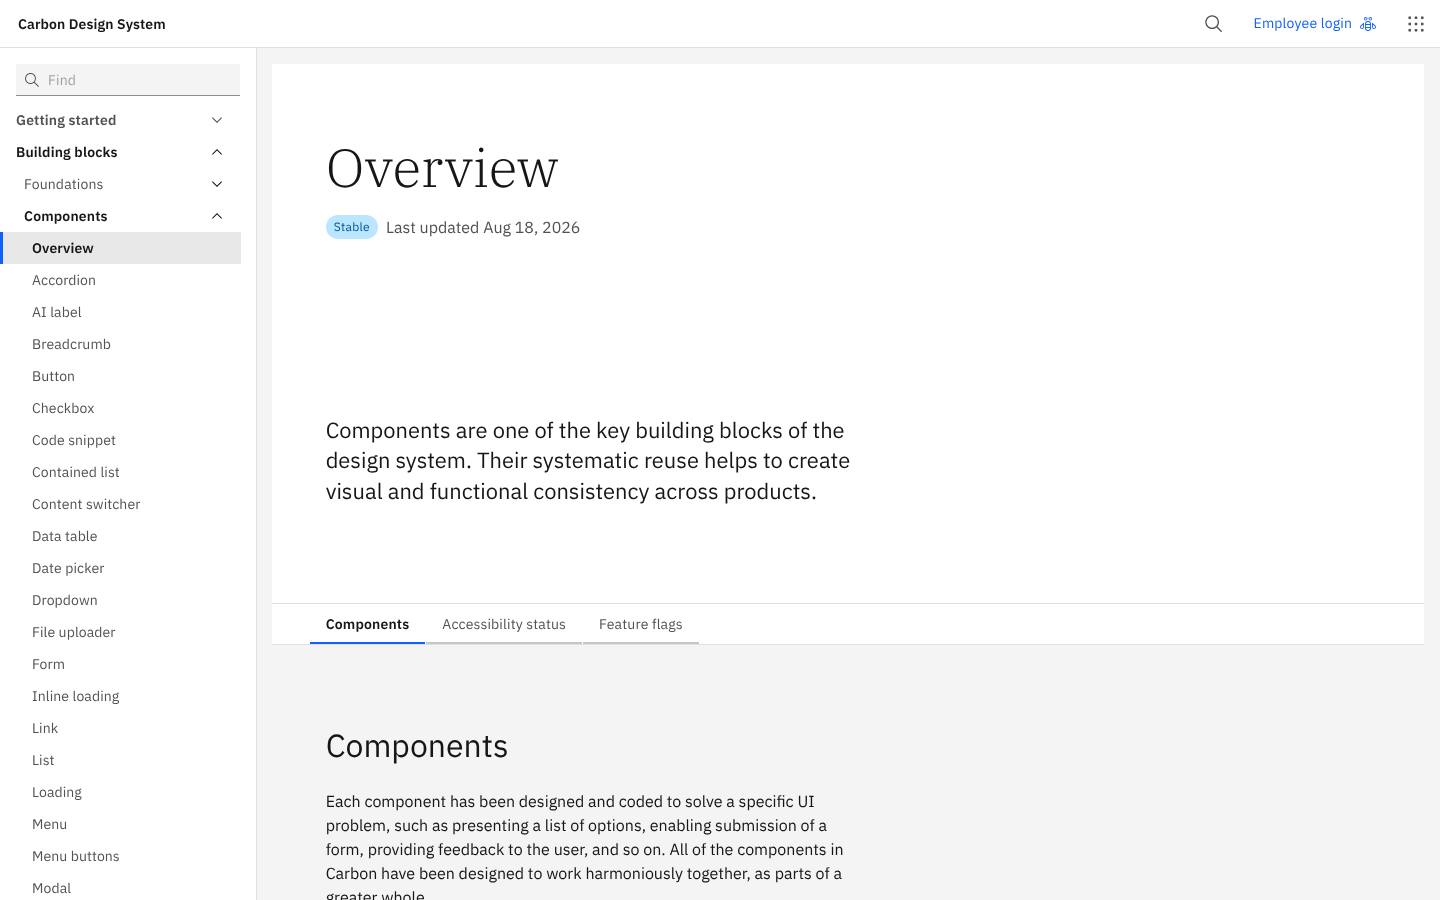 Carbon Design System
Employee login
Find
Getting started
Building blocks
Foundations
Components
Overview
Accordion
AI label
Breadcrumb
Button
Checkbox
Code snippet
Contained list
Content switcher
Data table
Date picker
Dropdown
File uploader
Form
Inline loading
Link
List
Loading
Menu
Menu buttons
Modal
Overview
Stable Last updated Aug 18, 2026
Components are one of the key building blocks of the
design system. Their systematic reuse helps to create
visual and functional consistency across products.
Components Accessibility status Feature flags
Components
Each component has been designed and coded to solve a specific UI
problem, such as presenting a list of options, enabling submission of a
form, providing feedback to the user, and so on. All of the components in
Carbon have been designed to work harmoniously together, as parts of a
greater whole.